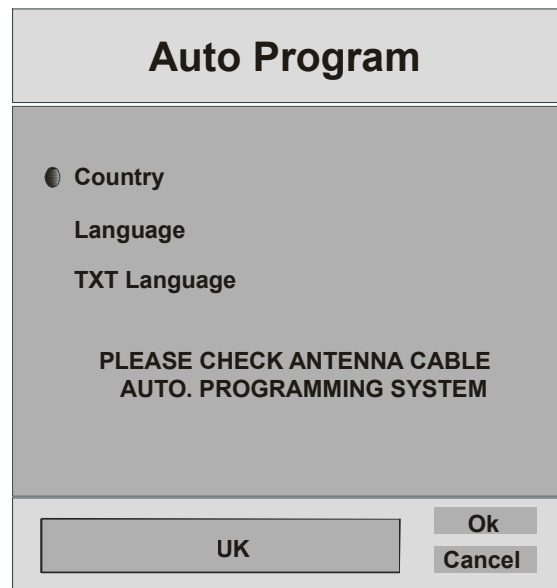 Auto Program
Country
Language
TXT Language
PLEASE CHECK ANTENNA CABLE
AUTO. PROGRAMMING SYSTEM
UK
Ok
Cancel